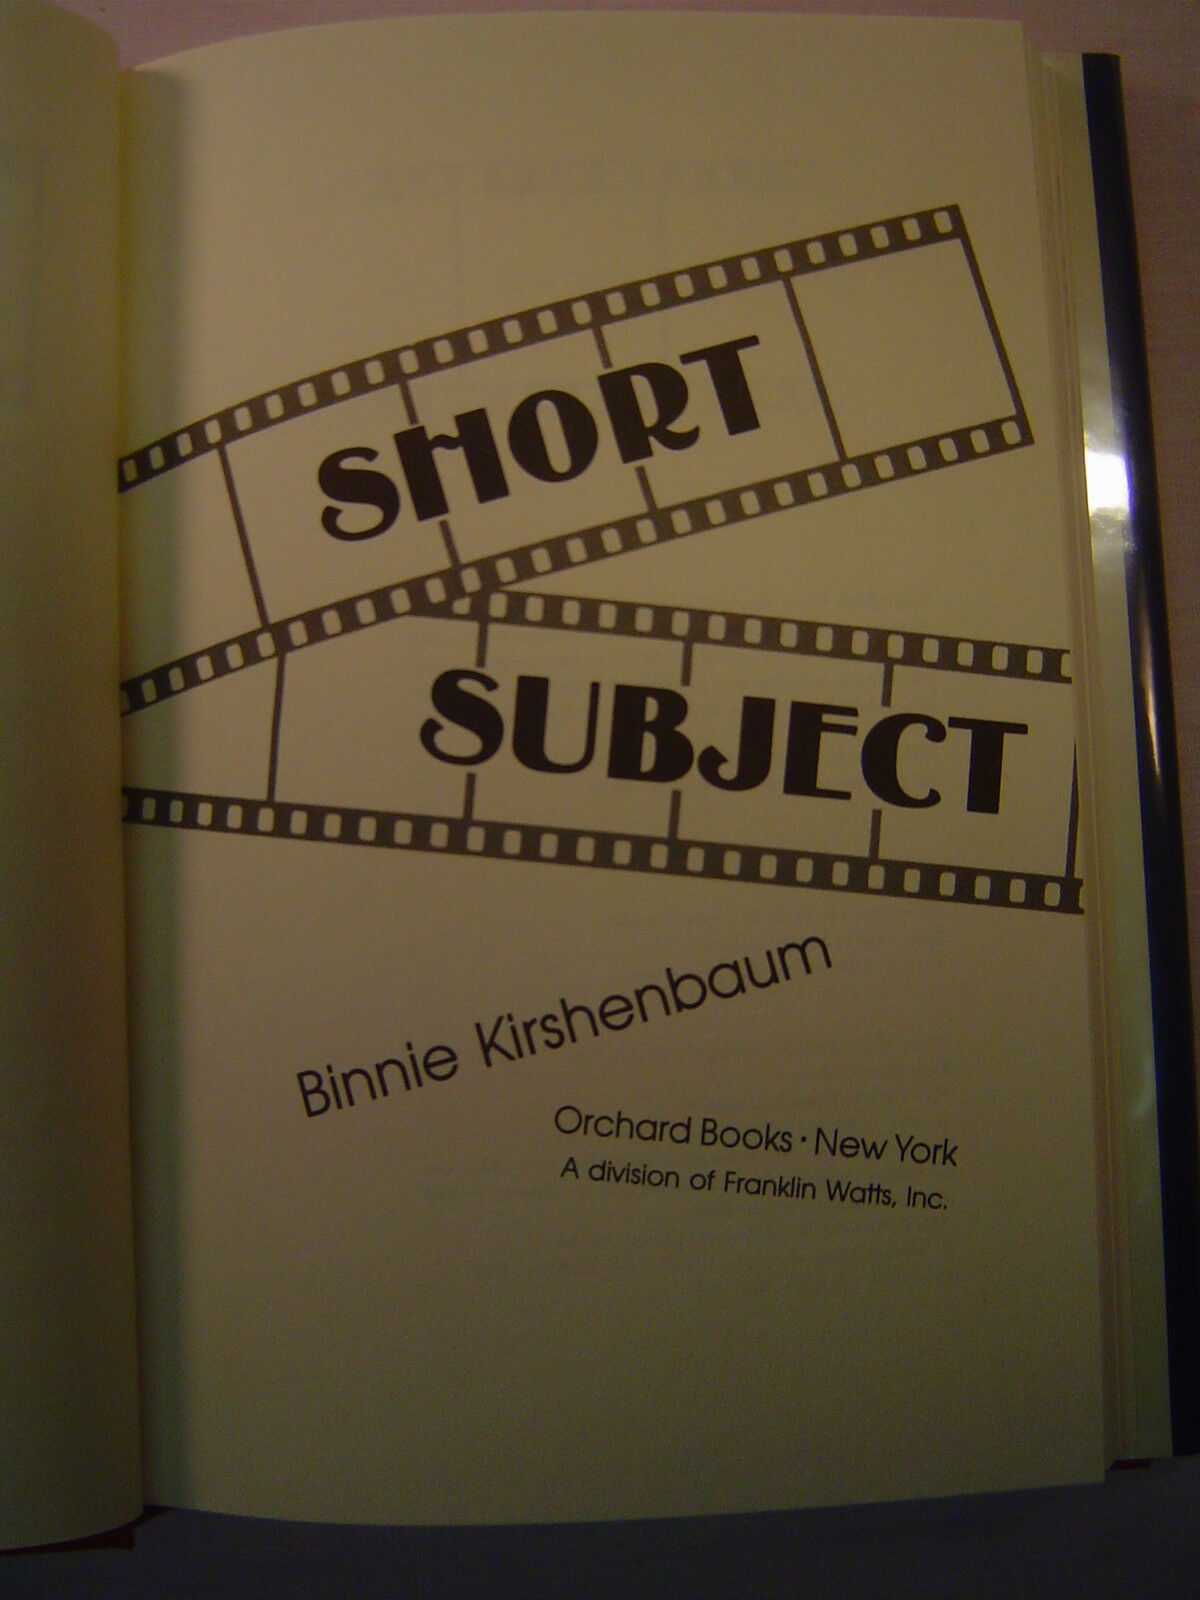 SHORT
SUBJECT
Binnie Kirshenbaum
Orchard Books · New York
A division of Franklin Watts, Inc.